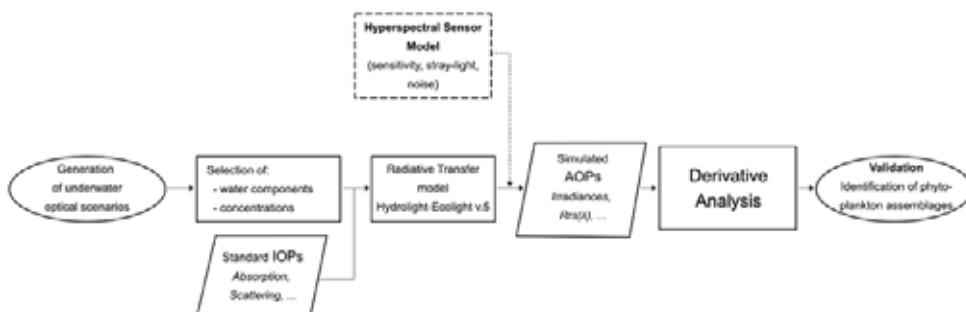 Hyperspectral Sensor
Model
(sensitivity, stray-light,
noise)
Generation
of underwater
optical scenarios
Selection of:
- water components
- concentrations
Radiative Transfer
model
Hydrolight-Ecolight v.5
Simulated
AOPs
Irradiances,
Rrs(λ), ...
Derivative
Analysis
Validation
Identification of phyto-
plankton assemblages
Standard IOPs
Absorption,
Scattering, ...